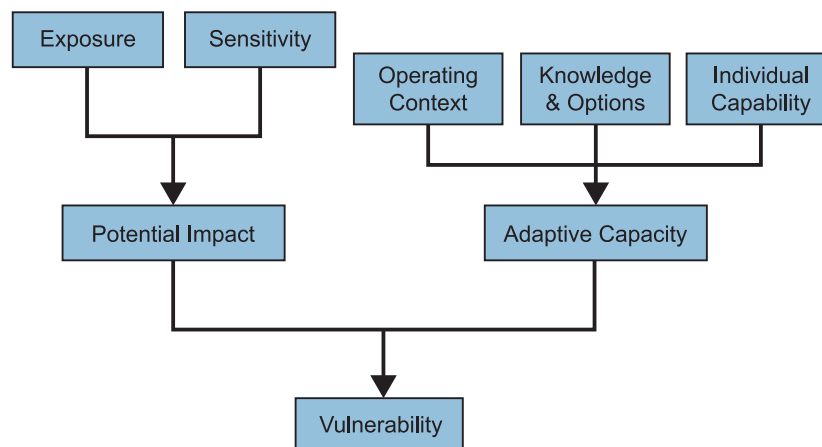 Exposure
Sensitivity
Operating
Context
Knowledge
& Options
Individual
Capability
Potential Impact
Adaptive Capacity
Vulnerability